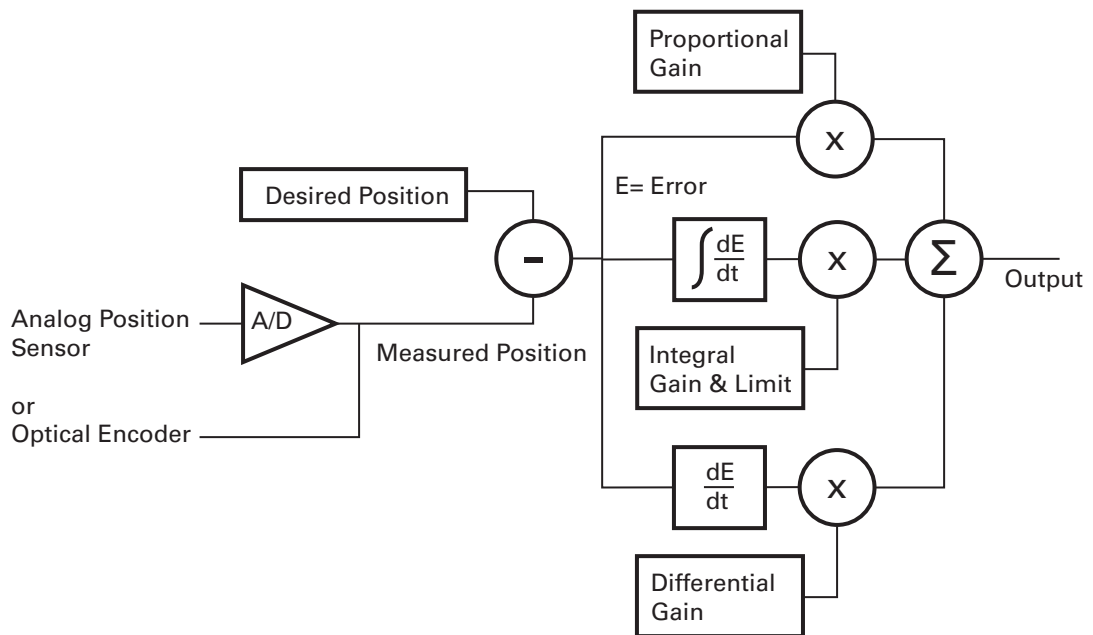 Proportional
Gain
X
Desired Position
E= Error
-
∫ dE
dt
X
Σ
Output
Analog Position
Sensor
A/D
Measured Position
Integral
Gain & Limit
or
Optical Encoder
dE
dt
X
Differential
Gain